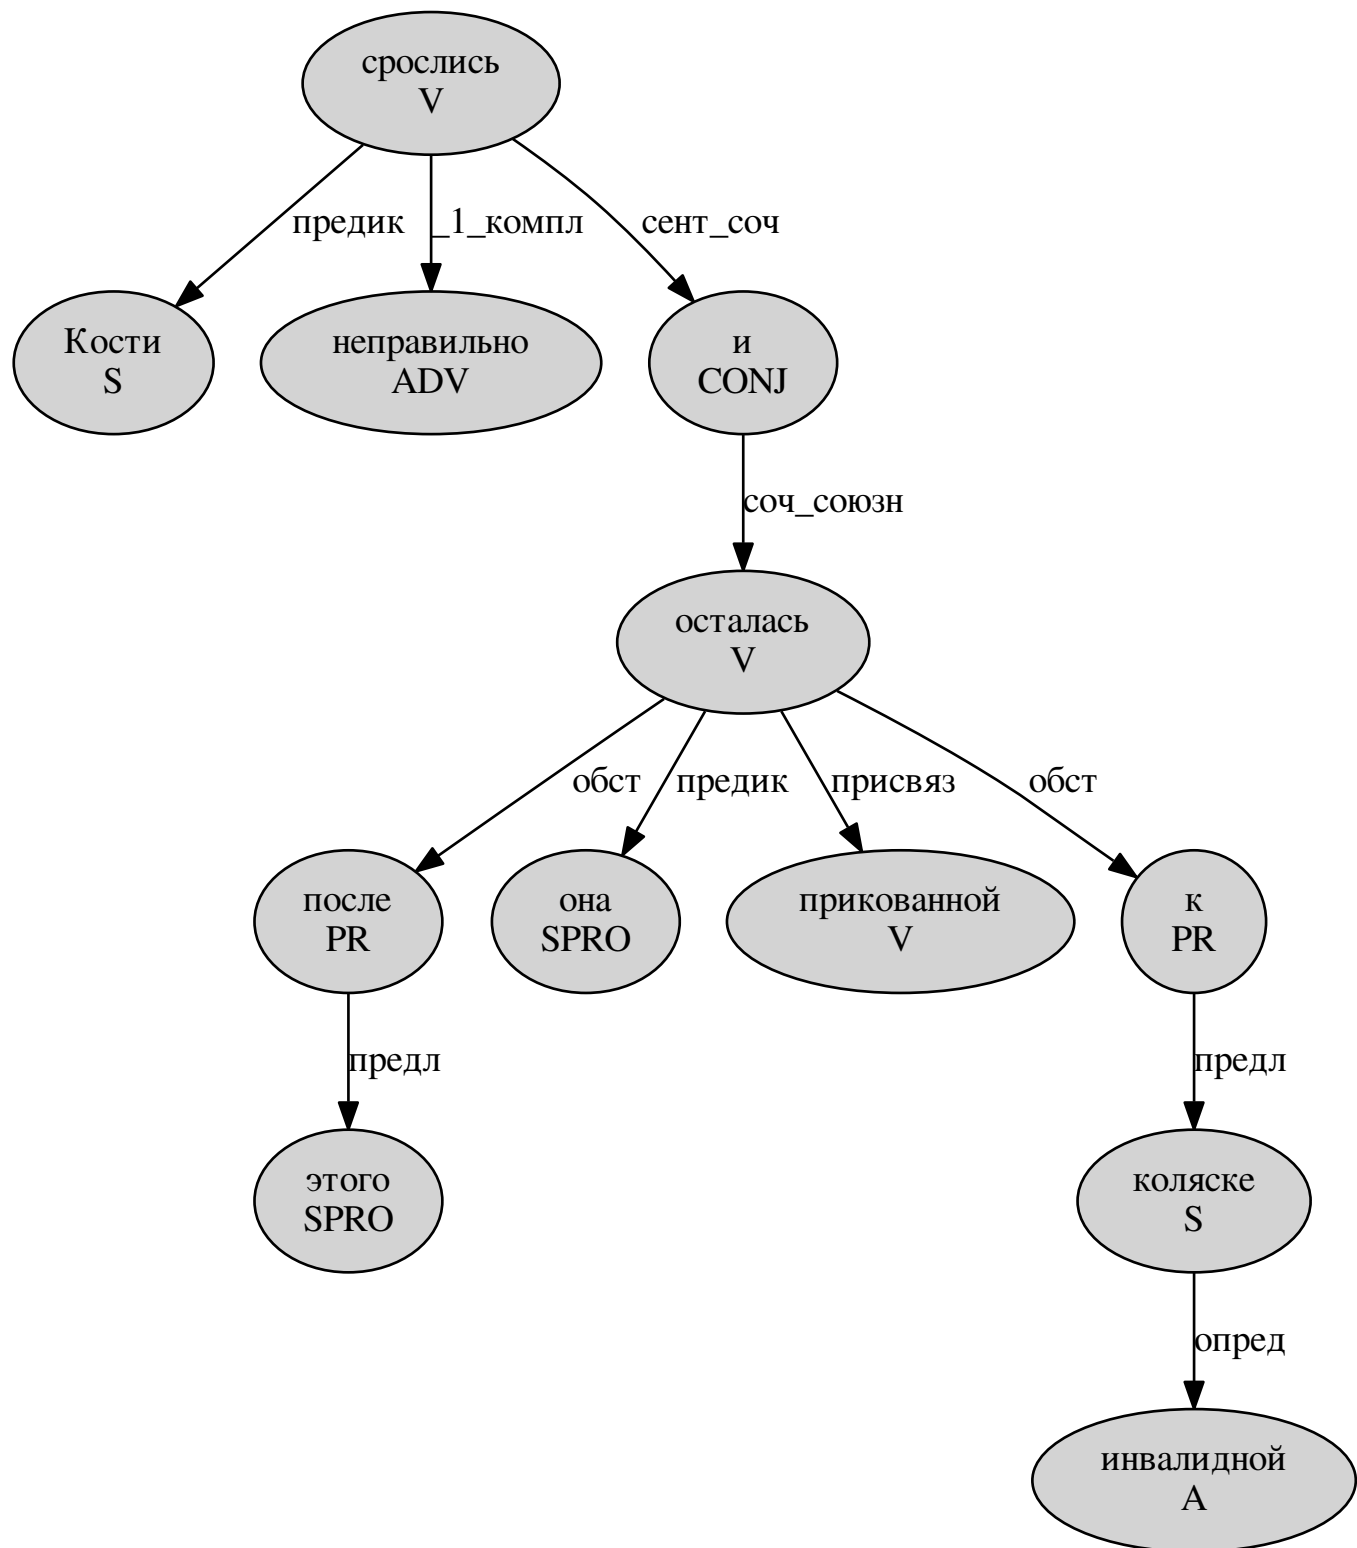 срослись
V
предик
_1_компл
сент_соч
Кости
S
неправильно
ADV
и
CONJ
соч_союзн
осталась
V
обст
предик
присвяз
обст
после
PR
она
SPRO
прикованной
V
к
PR
предл
предл
этого
SPRO
коляске
S
опред
инвалидной
A